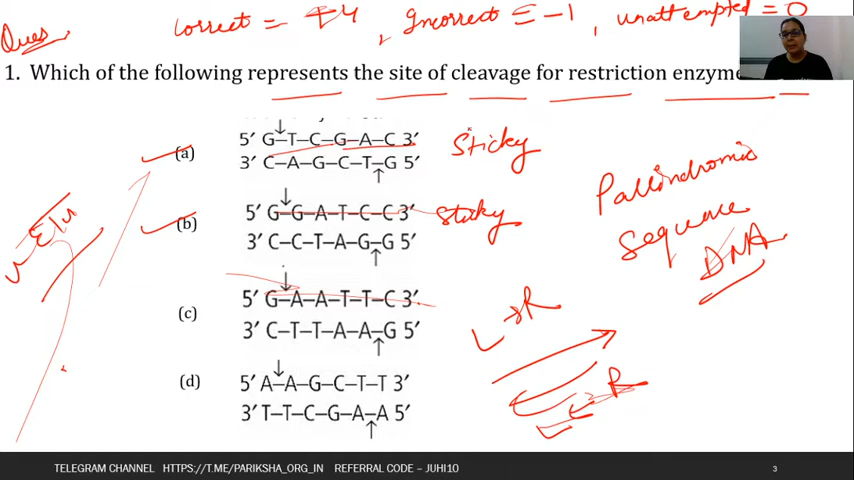 Ques
correct = +4 , Incorrect = -1 , unattempted = 0
1. Which of the following represents the site of cleavage for restriction enzyme
(a)
5′ G–T–C–G–A–C 3′
3′ C–A–G–C–T–G 5′
Sticky
(b)
5′ G–G–A–T–C–C 3′
3′ C–C–T–A–G–G 5′
Sticky
(c)
5′ G–A–A–T–T–C 3′
3′ C–T–T–A–A–G 5′
(d)
5′ A–A–G–C–T–T 3′
3′ T–T–C–G–A–A 5′
Pallindromic
Sequence
DNA
L→R
R
TELEGRAM CHANNEL HTTPS://T.ME/PARIKSHA_ORG_IN REFERRAL CODE – JUHI10
3